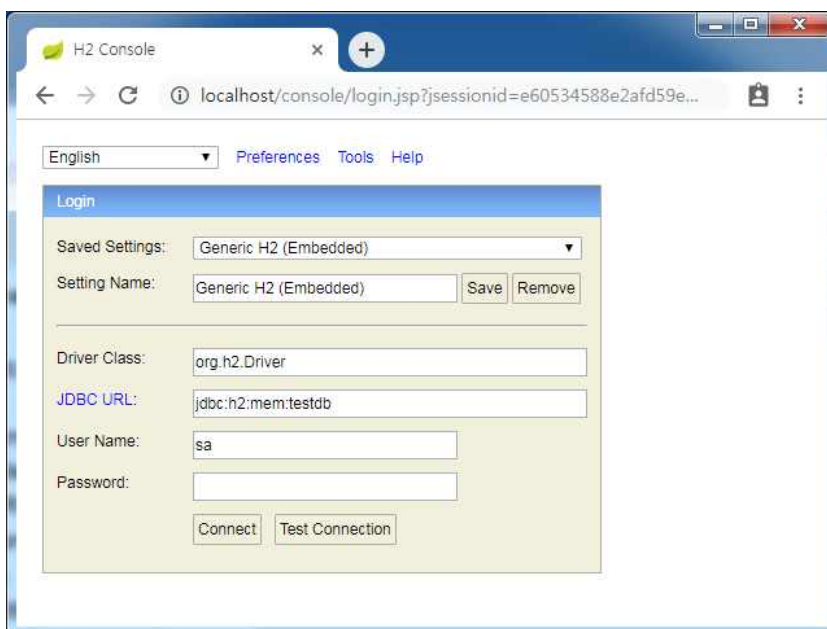 H2 Console
localhost/console/login.jsp?jsessionid=e60534588e2afd59e...
English Preferences Tools Help
Login
Saved Settings: Generic H2 (Embedded)
Setting Name: Generic H2 (Embedded) Save Remove
Driver Class: org.h2.Driver
JDBC URL: jdbc:h2:mem:testdb
User Name: sa
Password:
Connect Test Connection